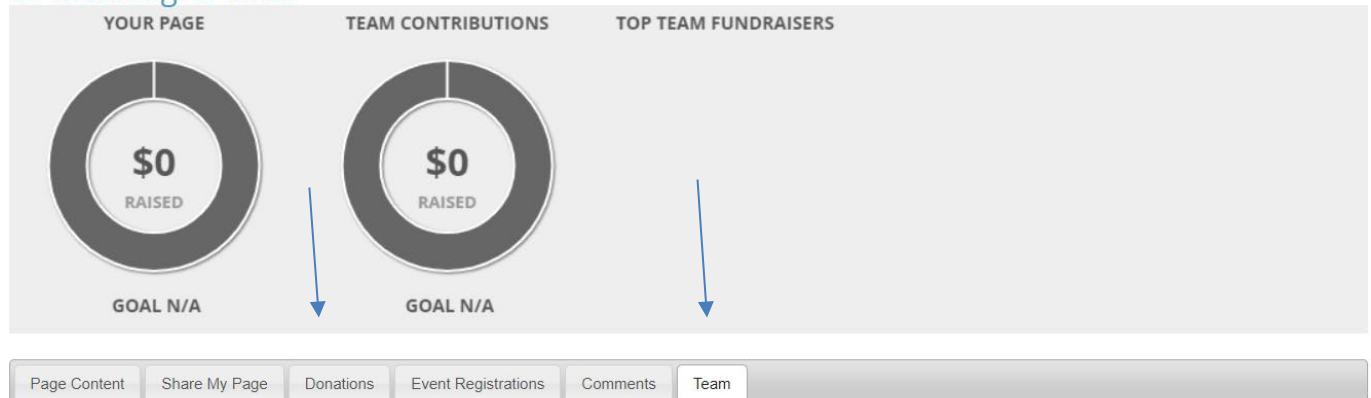 YOUR PAGE TEAM CONTRIBUTIONS TOP TEAM FUNDRAISERS
$0 $0
RAISED RAISED
GOAL N/A GOAL N/A
Page Content Share My Page Donations Event Registrations Comments Team